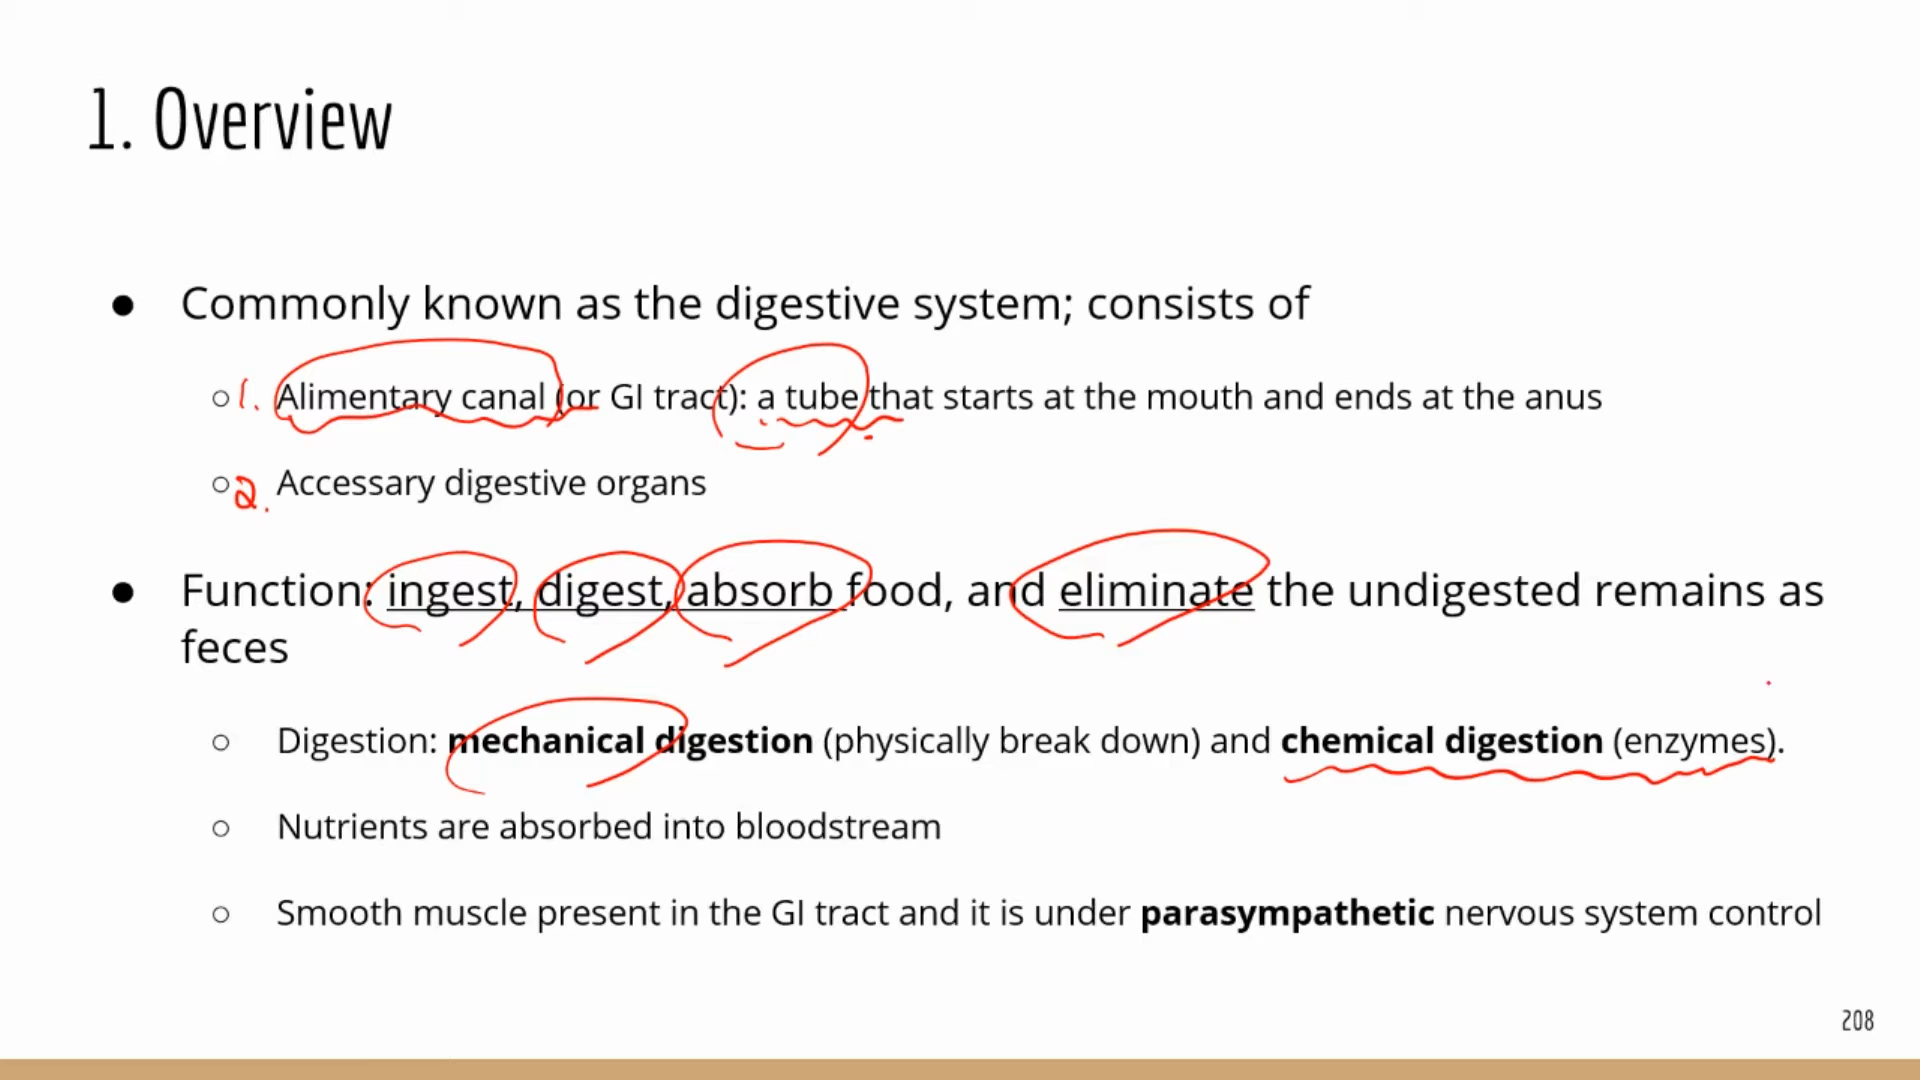 1. Overview
● Commonly known as the digestive system; consists of
○ 1. Alimentary canal (or GI tract): a tube that starts at the mouth and ends at the anus
○ 2. Accessary digestive organs
● Function: ingest, digest, absorb food, and eliminate the undigested remains as
feces
○ Digestion: mechanical digestion (physically break down) and chemical digestion (enzymes).
○ Nutrients are absorbed into bloodstream
○ Smooth muscle present in the GI tract and it is under parasympathetic nervous system control
208